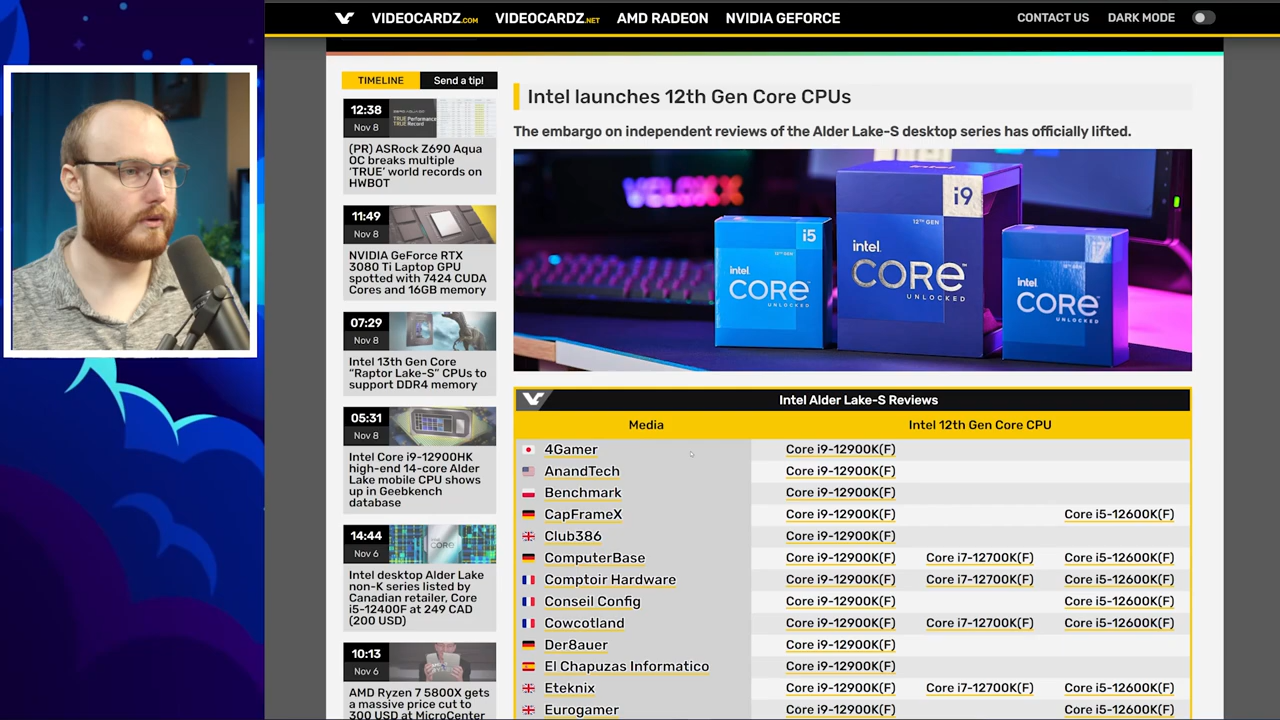 VIDEOCARDZ.COM VIDEOCARDZ.NET AMD RADEON NVIDIA GEFORCE CONTACT US DARK MODE
TIMELINE Send a tip!
12:38
Nov 8
(PR) ASRock Z690 Aqua
OC breaks multiple
'TRUE' world records on
HWBOT
11:49
Nov 8
NVIDIA GeForce RTX
3080 Ti Laptop GPU
spotted with 7424 CUDA
Cores and 16GB memory
07:29
Nov 8
Intel 13th Gen Core
“Raptor Lake-S” CPUs to
support DDR4 memory
05:31
Nov 8
Intel Core i9-12900HK
high-end 14-core Alder
Lake mobile CPU shows
up in Geebkench
database
14:44
Nov 6
Intel desktop Alder Lake
non-K series listed by
Canadian retailer, Core
i5-12400F at 249 CAD
(200 USD)
10:13
Nov 6
AMD Ryzen 7 5800X gets
a massive price cut to
300 USD at MicroCenter
Intel launches 12th Gen Core CPUs
The embargo on independent reviews of the Alder Lake-S desktop series has officially lifted.
VELOXX
i5
12TH GEN
intel
CORE
UNLOCKED
i9
12TH GEN
intel
CORE
UNLOCKED
intel
CORE
UNLOCKED
Intel Alder Lake-S Reviews
Media Intel 12th Gen Core CPU
4Gamer Core i9-12900K(F)
AnandTech Core i9-12900K(F)
Benchmark Core i9-12900K(F)
CapFrameX Core i9-12900K(F) Core i5-12600K(F)
Club386 Core i9-12900K(F)
ComputerBase Core i9-12900K(F) Core i7-12700K(F) Core i5-12600K(F)
Comptoir Hardware Core i9-12900K(F) Core i7-12700K(F) Core i5-12600K(F)
Conseil Config Core i9-12900K(F) Core i5-12600K(F)
Cowcotland Core i9-12900K(F) Core i7-12700K(F) Core i5-12600K(F)
Der8auer Core i9-12900K(F)
El Chapuzas Informatico Core i9-12900K(F)
Eteknix Core i9-12900K(F) Core i7-12700K(F) Core i5-12600K(F)
Eurogamer Core i9-12900K(F) Core i5-12600K(F)